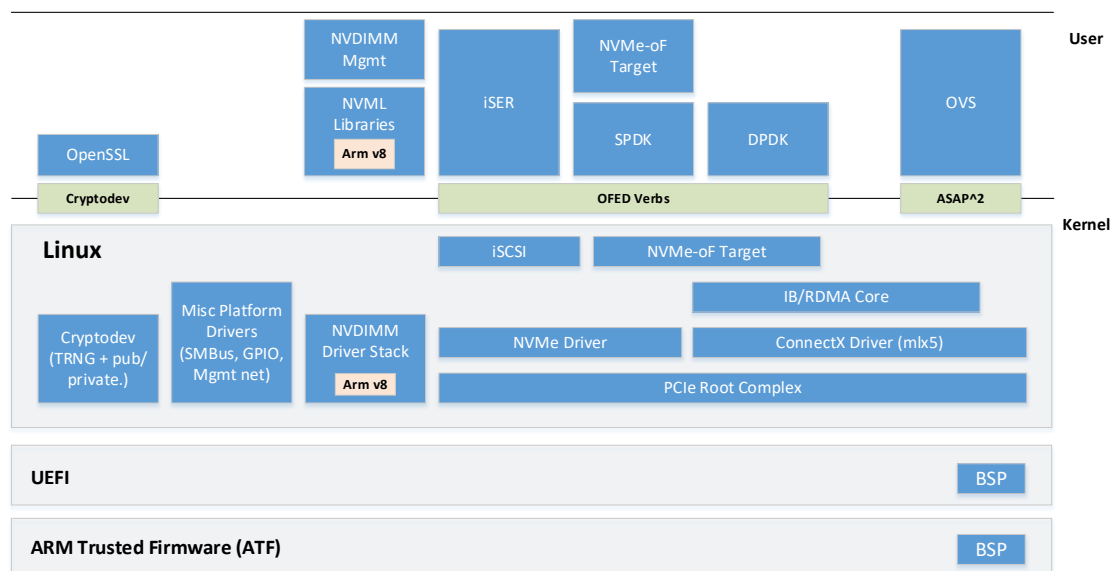 User
NVDIMM
Mgmt
NVML
Libraries
Arm v8
iSER
NVMe-oF
Target
SPDK
DPDK
OVS
OpenSSL
Cryptodev
OFED Verbs
ASAP^2
Kernel
Linux
iSCSI
NVMe-oF Target
IB/RDMA Core
Cryptodev
(TRNG + pub/
private.)
Misc Platform
Drivers
(SMBus, GPIO,
Mgmt net)
NVDIMM
Driver Stack
Arm v8
NVMe Driver
ConnectX Driver (mlx5)
PCIe Root Complex
UEFI
BSP
ARM Trusted Firmware (ATF)
BSP